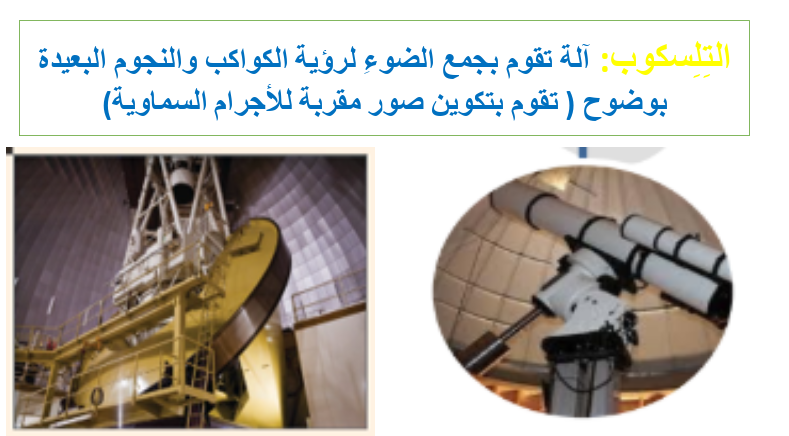 التِلِسكوب: آلة تقوم بجمع الضوءِ لرؤية الكواكب والنجوم البعيدة
بوضوح ( تقوم بتكوين صور مقربة للأجرام السماوية)